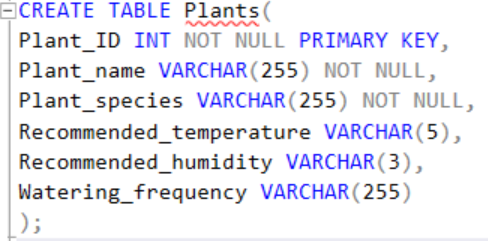 CREATE TABLE Plants(
Plant_ID INT NOT NULL PRIMARY KEY,
Plant_name VARCHAR(255) NOT NULL,
Plant_species VARCHAR(255) NOT NULL,
Recommended_temperature VARCHAR(5),
Recommended_humidity VARCHAR(3),
Watering_frequency VARCHAR(255)
);